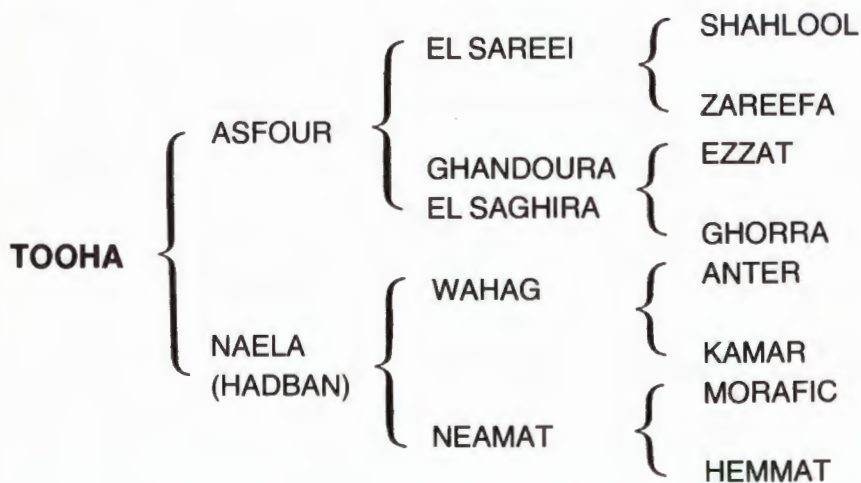 SHAHLOOL
EL SAREEI
ZAREEFA
ASFOUR
EZZAT
GHANDOURA
EL SAGHIRA
GHORRA
TOOHA
ANTER
WAHAG
NAELA
KAMAR
(HADBAN)
MORAFIC
NEAMAT
HEMMAT